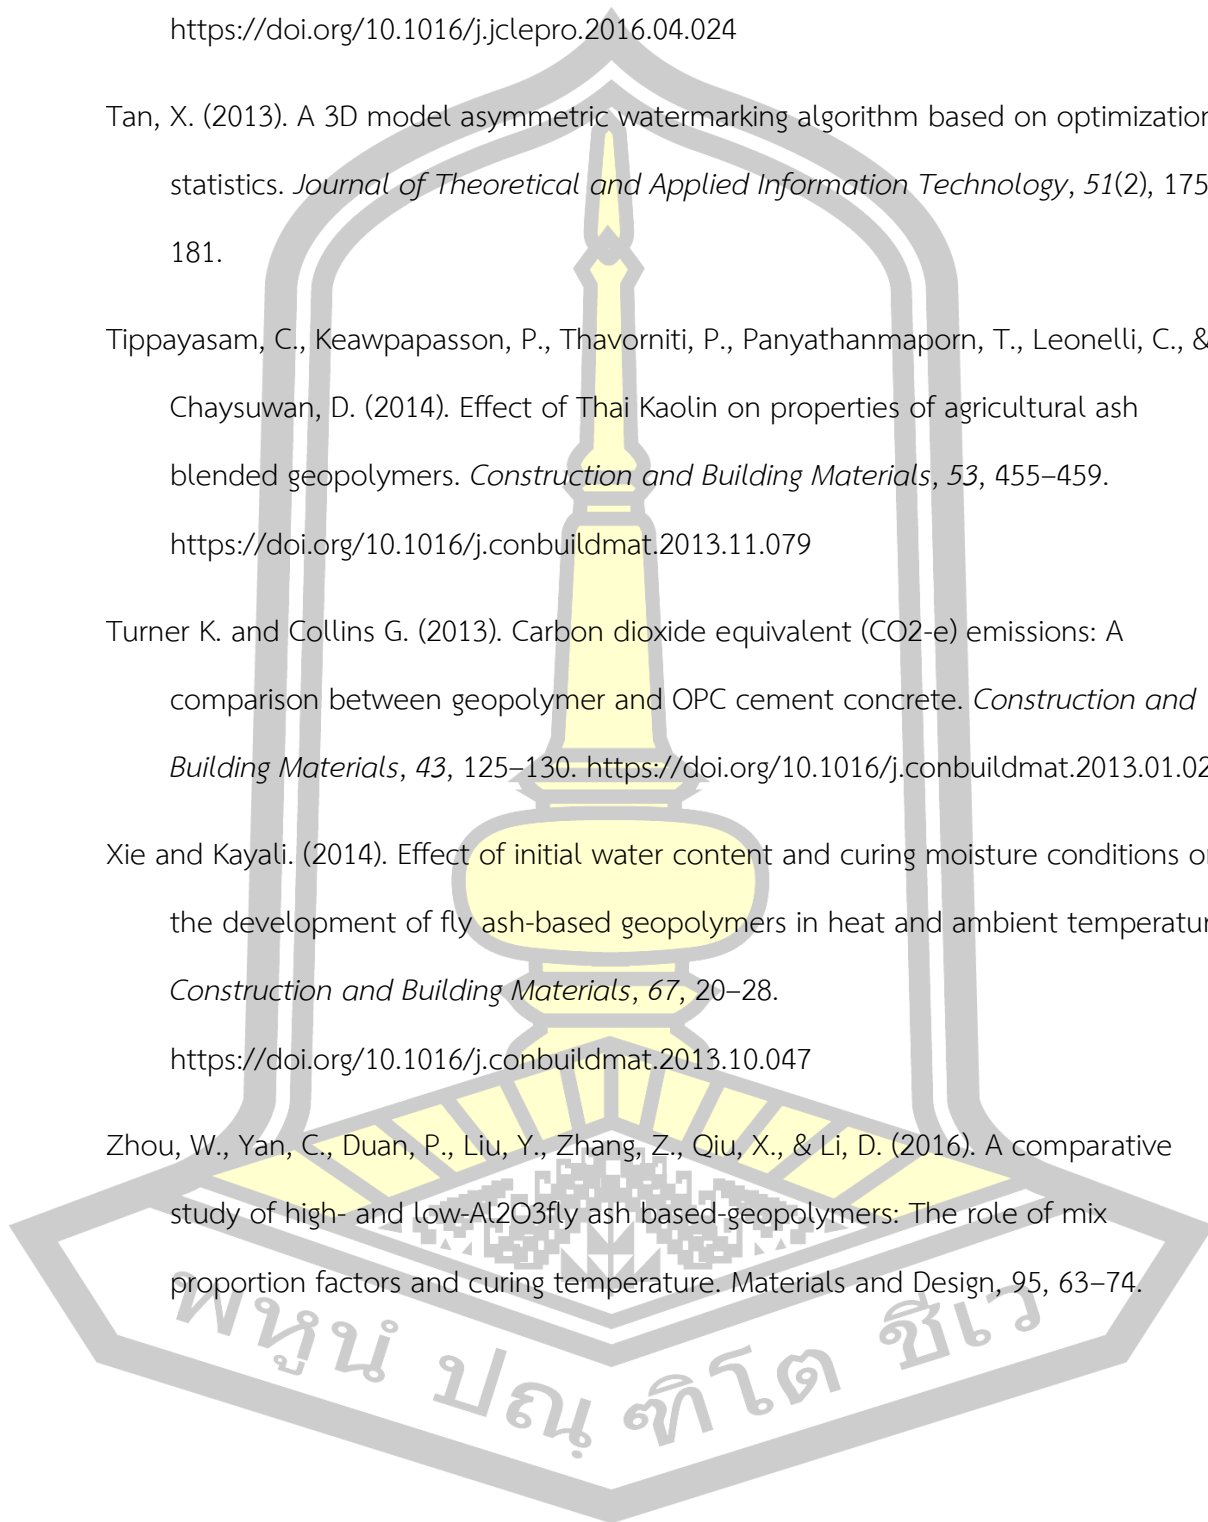 https://doi.org/10.1016/j.jclepro.2016.04.024
Tan, X. (2013). A 3D model asymmetric watermarking algorithm based on optimization
statistics. Journal of Theoretical and Applied Information Technology, 51(2), 175
181.
Tippayasam, C., Keawpapasson, P., Thavorniti, P., Panyathanmaporn, T., Leonelli, C., &
Chaysuwan, D. (2014). Effect of Thai Kaolin on properties of agricultural ash
blended geopolymers. Construction and Building Materials, 53, 455–459.
https://doi.org/10.1016/j.conbuildmat.2013.11.079
Turner K. and Collins G. (2013). Carbon dioxide equivalent (CO2-e) emissions: A
comparison between geopolymer and OPC cement concrete. Construction and
Building Materials, 43, 125–130. https://doi.org/10.1016/j.conbuildmat.2013.01.02
Xie and Kayali. (2014). Effect of initial water content and curing moisture conditions on
the development of fly ash-based geopolymers in heat and ambient temperatur
Construction and Building Materials, 67, 20–28.
https://doi.org/10.1016/j.conbuildmat.2013.10.047
Zhou, W., Yan, C., Duan, P., Liu, Y., Zhang, Z., Qiu, X., & Li, D. (2016). A comparative
study of high- and low-Al2O3fly ash based-geopolymers: The role of mix
proportion factors and curing temperature. Materials and Design, 95, 63–74.
พหูนํ ปณฺฑิโต ชีเว